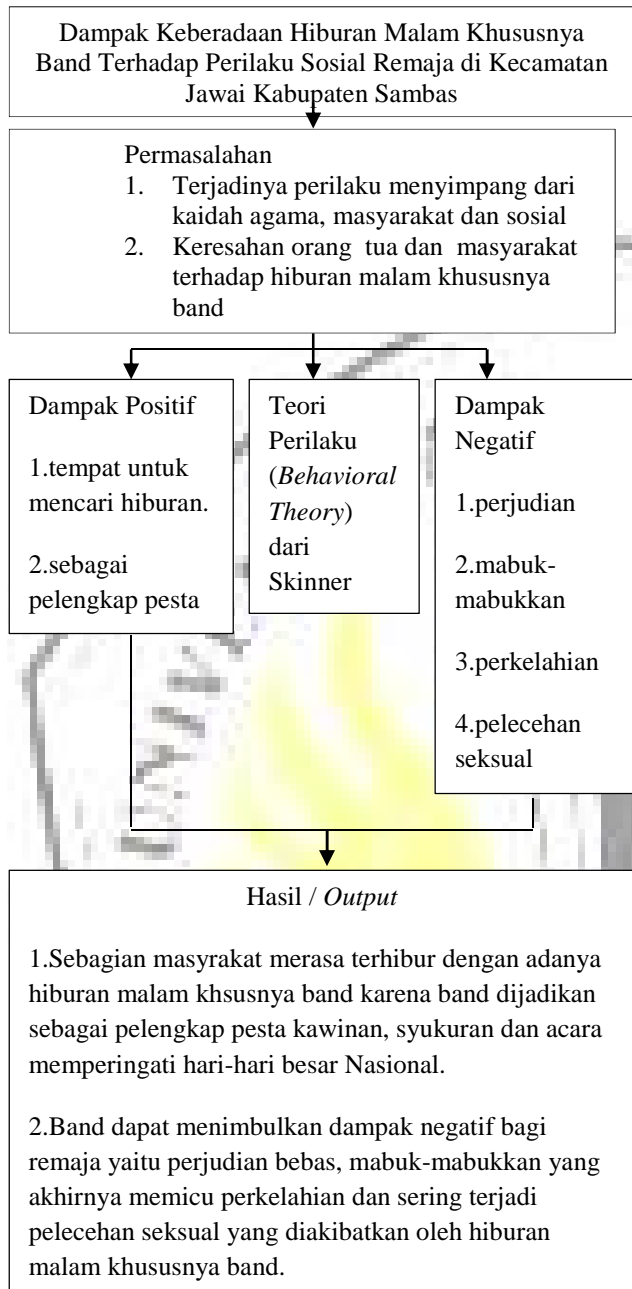 Dampak Keberadaan Hiburan Malam Khususnya
Band Terhadap Perilaku Sosial Remaja di Kecamatan
Jawai Kabupaten Sambas
Permasalahan
1. Terjadinya perilaku menyimpang dari
kaidah agama, masyarakat dan sosial
2. Keresahan orang tua dan masyarakat
terhadap hiburan malam khususnya
band
Dampak Positif
1.tempat untuk
mencari hiburan.
2.sebagai
pelengkap pesta
Teori
Perilaku
(Behavioral
Theory)
dari
Skinner
Dampak
Negatif
1.perjudian
2.mabuk-
mabukkan
3.perkelahian
4.pelecehan
seksual
Hasil / Output
1.Sebagian masyrakat merasa terhibur dengan adanya
hiburan malam khsusnya band karena band dijadikan
sebagai pelengkap pesta kawinan, syukuran dan acara
memperingati hari-hari besar Nasional.
2.Band dapat menimbulkan dampak negatif bagi
remaja yaitu perjudian bebas, mabuk-mabukkan yang
akhirnya memicu perkelahian dan sering terjadi
pelecehan seksual yang diakibatkan oleh hiburan
malam khususnya band.